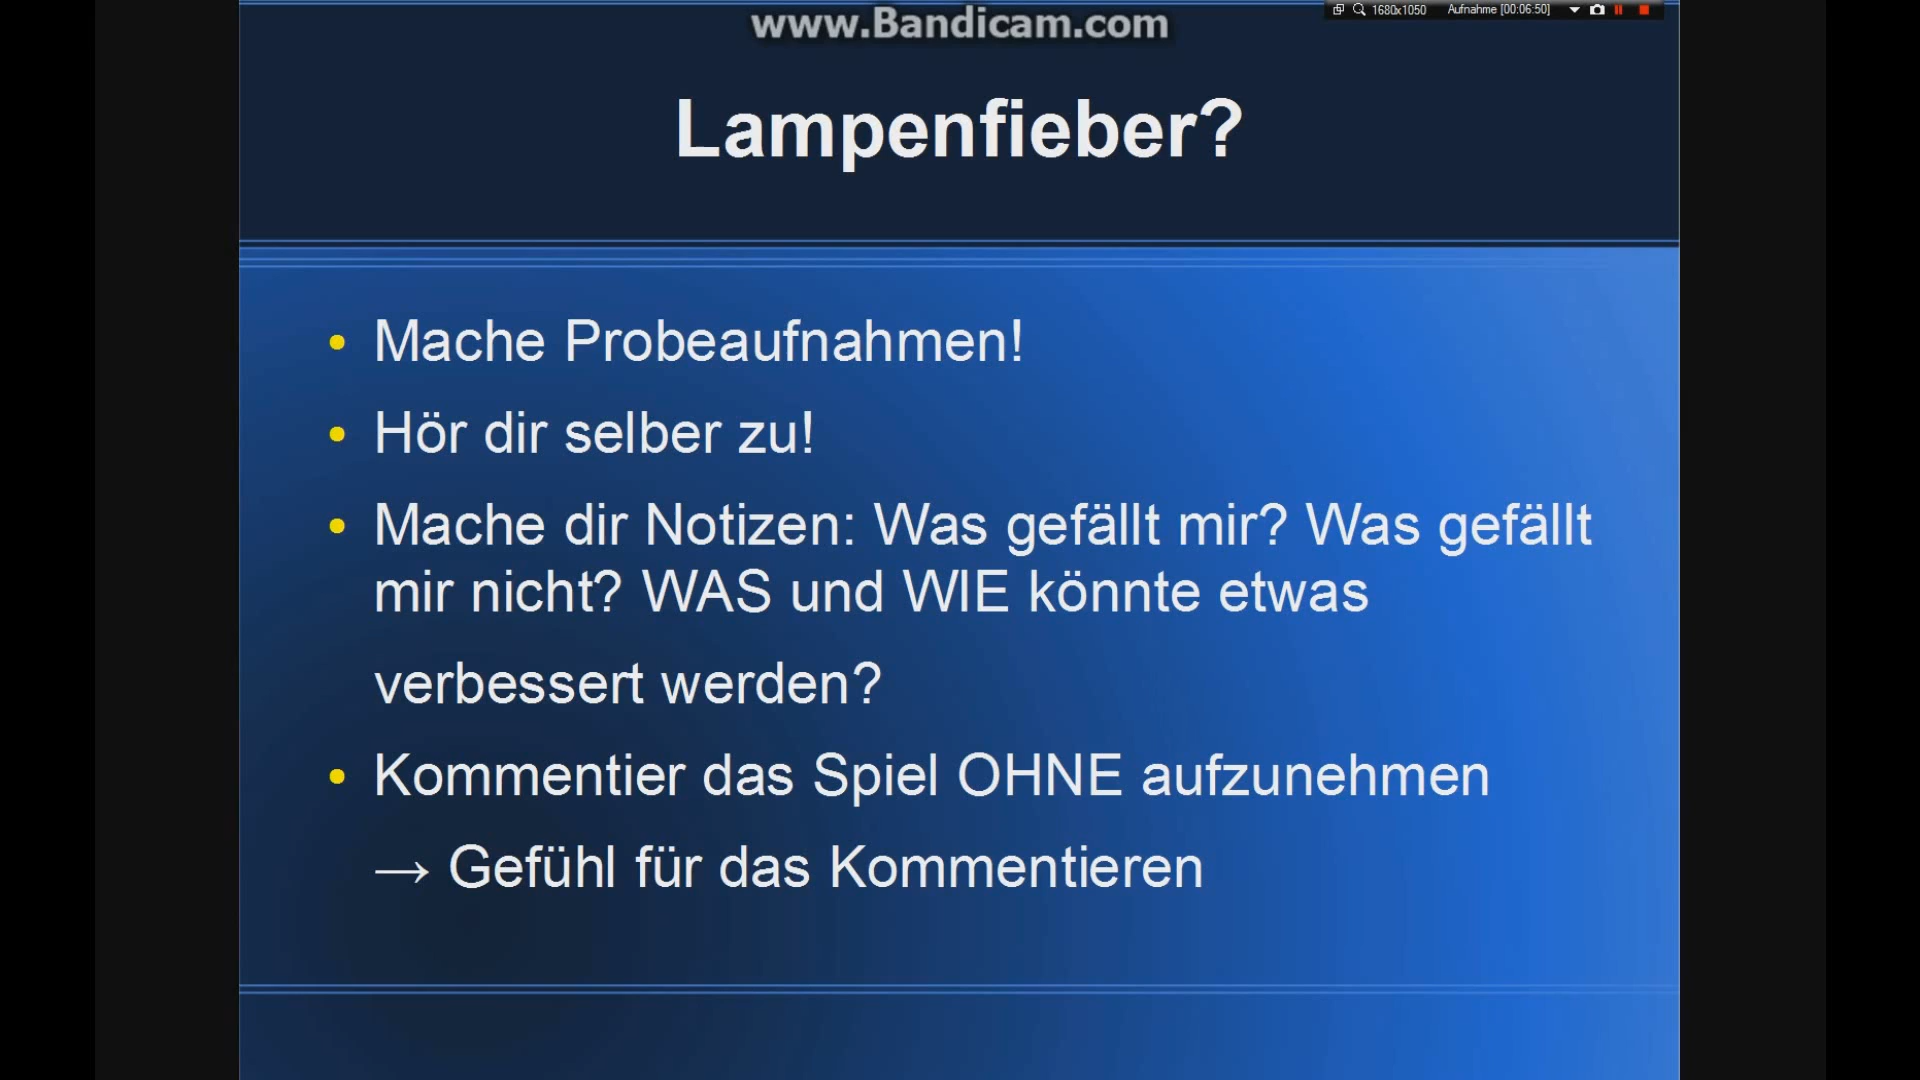 www.Bandicam.com
1680x1050 Aufnahme [00:06:50]
Lampenfieber?
• Mache Probeaufnahmen!
• Hör dir selber zu!
• Mache dir Notizen: Was gefällt mir? Was gefällt
mir nicht? WAS und WIE könnte etwas
verbessert werden?
• Kommentier das Spiel OHNE aufzunehmen
→ Gefühl für das Kommentieren